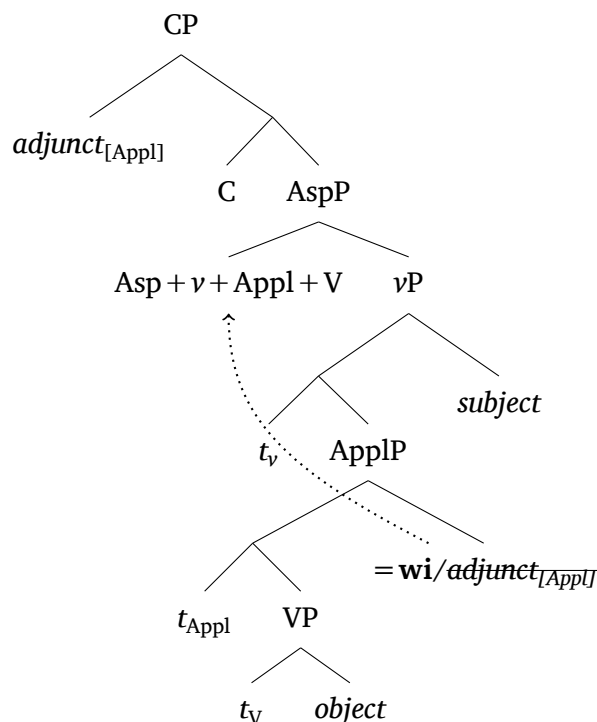 CP
adjunct[Appl]
C AspP
Asp + v + Appl + V vP
subject
tv ApplP
= wi/adjunct[Appl]
tAppl VP
tV object